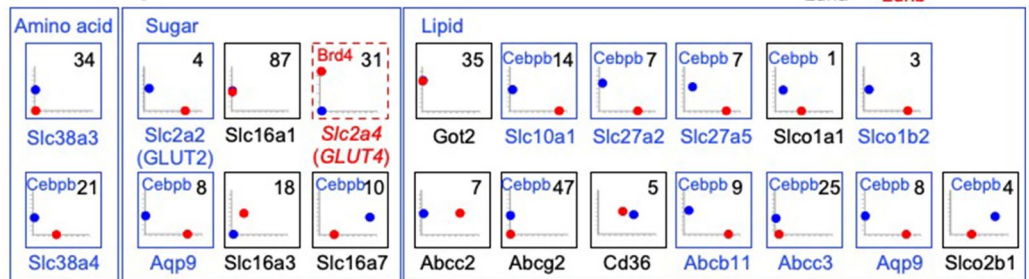 Amino acid
Sugar
Lipid
34
4
87
Brd4 31
35
Cebpb 14
Cebpb 7
Cebpb 7
Cebpb 1
3
Slc38a3
Slc2a2
(GLUT2)
Slc16a1
Slc2a4
(GLUT4)
Got2
Slc10a1
Slc27a2
Slc27a5
Slco1a1
Slco1b2
Cebpb 21
Cebpb 8
18
Cebpb 10
7
Cebpb 47
5
Cebpb 9
Cebpb 25
Cebpb 8
Cebpb 4
Slc38a4
Aqp9
Slc16a3
Slc16a7
Abcc2
Abcg2
Cd36
Abcb11
Abcc3
Aqp9
Slco2b1